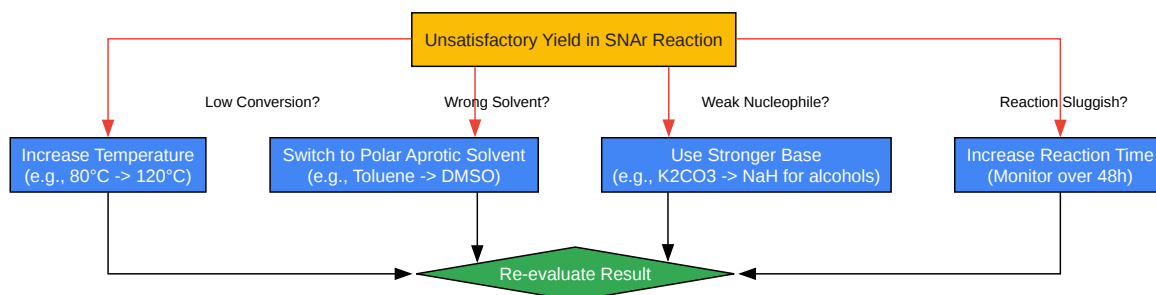 Unsatisfactory Yield in SNAr Reaction
Low Conversion?
Wrong Solvent?
Weak Nucleophile?
Reaction Sluggish?
Increase Temperature
(e.g., 80°C -> 120°C)
Switch to Polar Aprotic Solvent
(e.g., Toluene -> DMSO)
Use Stronger Base
(e.g., K2CO3 -> NaH for alcohols)
Increase Reaction Time
(Monitor over 48h)
Re-evaluate Result